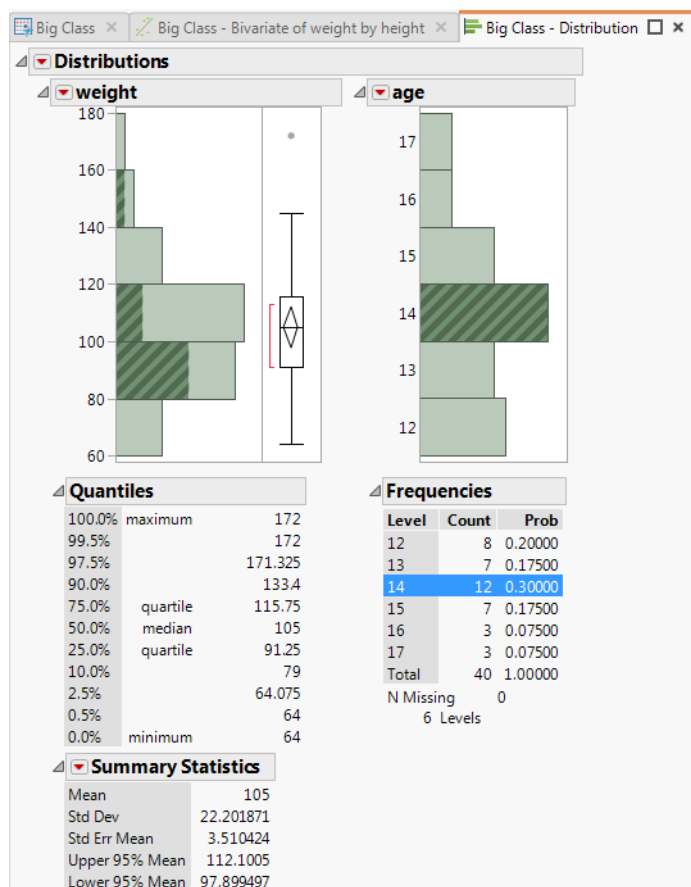 Big Class
Big Class - Bivariate of weight by height
Big Class - Distribution
Distributions
weight
180
160
140
120
100
80
60
age
17
16
15
14
13
12
Quantiles
100.0% maximum 172
99.5% 172
97.5% 171.325
90.0% 133.4
75.0% quartile 115.75
50.0% median 105
25.0% quartile 91.25
10.0% 79
2.5% 64.075
0.5% 64
0.0% minimum 64
Frequencies
Level Count Prob
12 8 0.20000
13 7 0.17500
14 12 0.30000
15 7 0.17500
16 3 0.07500
17 3 0.07500
Total 40 1.00000
N Missing 0
6 Levels
Summary Statistics
Mean 105
Std Dev 22.201871
Std Err Mean 3.510424
Upper 95% Mean 112.1005
Lower 95% Mean 97.899497